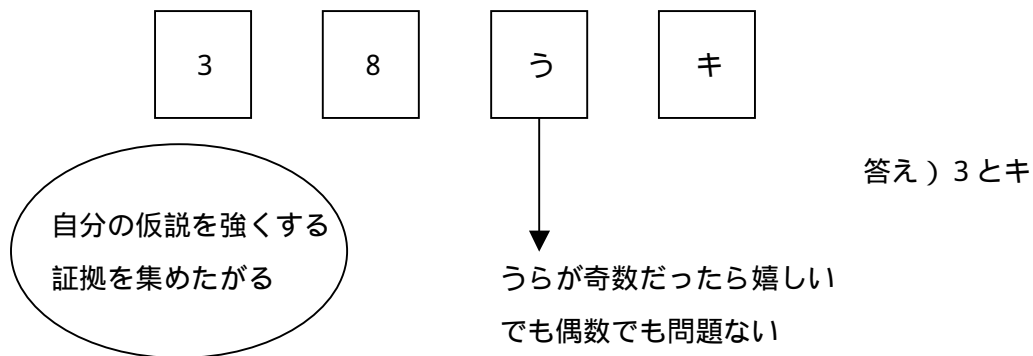 3 8 う キ
答え)3とキ
自分の仮説を強くする
証拠を集めたがる
うらが奇数だったら嬉しい
でも偶数でも問題ない